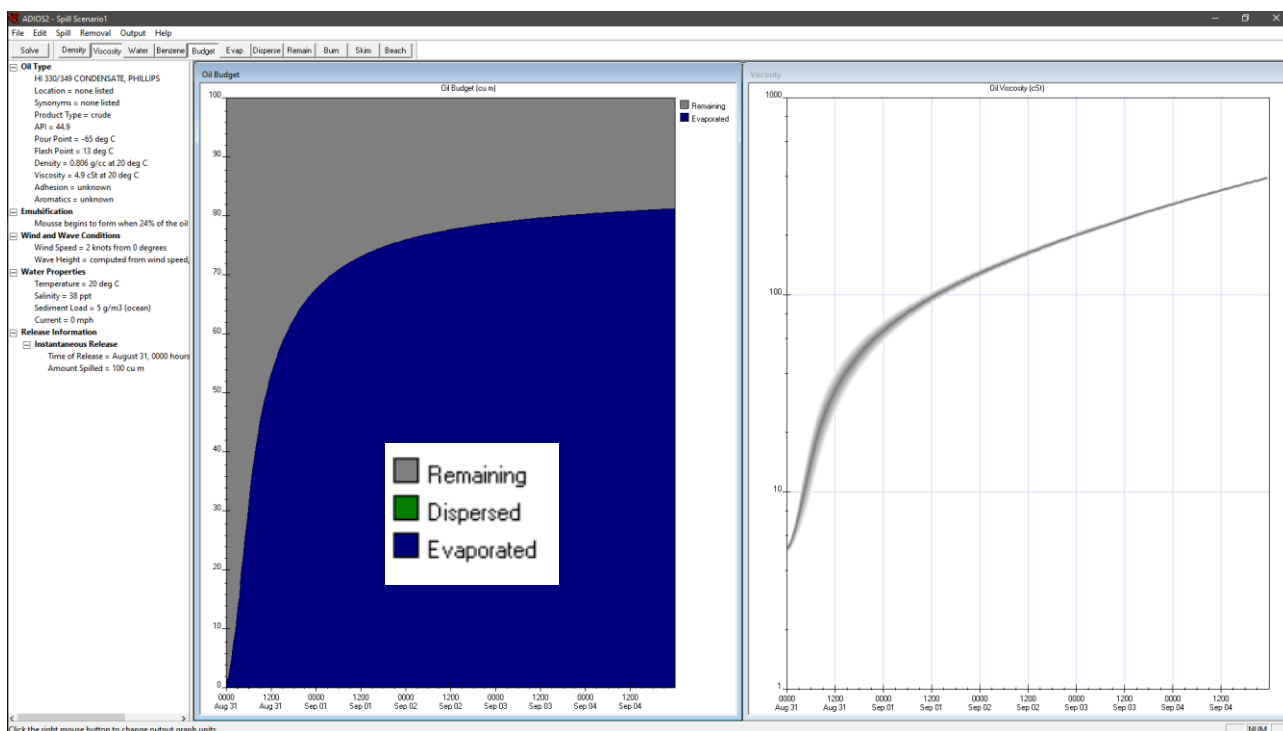 ADIOS2 - Spill Scenario1
File Edit Spill Removal Output Help
Solve Density Viscosity Water Benzene Budget Evap Disperse Remain Burn Skim Beach
Oil Type
HI 330/349 CONDENSATE, PHILLIPS
Location = none listed
Synonyms = none listed
Product Type = crude
API = 44.9
Pour Point = -65 deg C
Flash Point = 13 deg C
Density = 0.806 g/cc at 20 deg C
Viscosity = 4.9 cSt at 20 deg C
Adhesion = unknown
Aromatics = unknown
Emulsification
Mousse begins to form when 24% of the oil
Wind and Wave Conditions
Wind Speed = 2 knots from 0 degrees
Wave Height = computed from wind speed,
Water Properties
Temperature = 20 deg C
Salinity = 38 ppt
Sediment Load = 5 g/m3 (ocean)
Current = 0 mph
Release Information
Instantaneous Release
Time of Release = August 31, 0000 hours
Amount Spilled = 100 cu m
Oil Budget
Oil Budget (cu m)
100
90
80
70
60
50
40
30
20
10
0
0000 1200 0000 1200 0000 1200 0000 1200 0000 1200
Aug 31 Aug 31 Sep 01 Sep 01 Sep 02 Sep 02 Sep 03 Sep 03 Sep 04 Sep 04
Remaining
Evaporated
Remaining
Dispersed
Evaporated
Viscosity
Oil Viscosity (cSt)
1000
100
10
1
0000 1200 0000 1200 0000 1200 0000 1200 0000 1200
Aug 31 Aug 31 Sep 01 Sep 01 Sep 02 Sep 02 Sep 03 Sep 03 Sep 04 Sep 04
Click the right mouse button to change output graph units
NUM